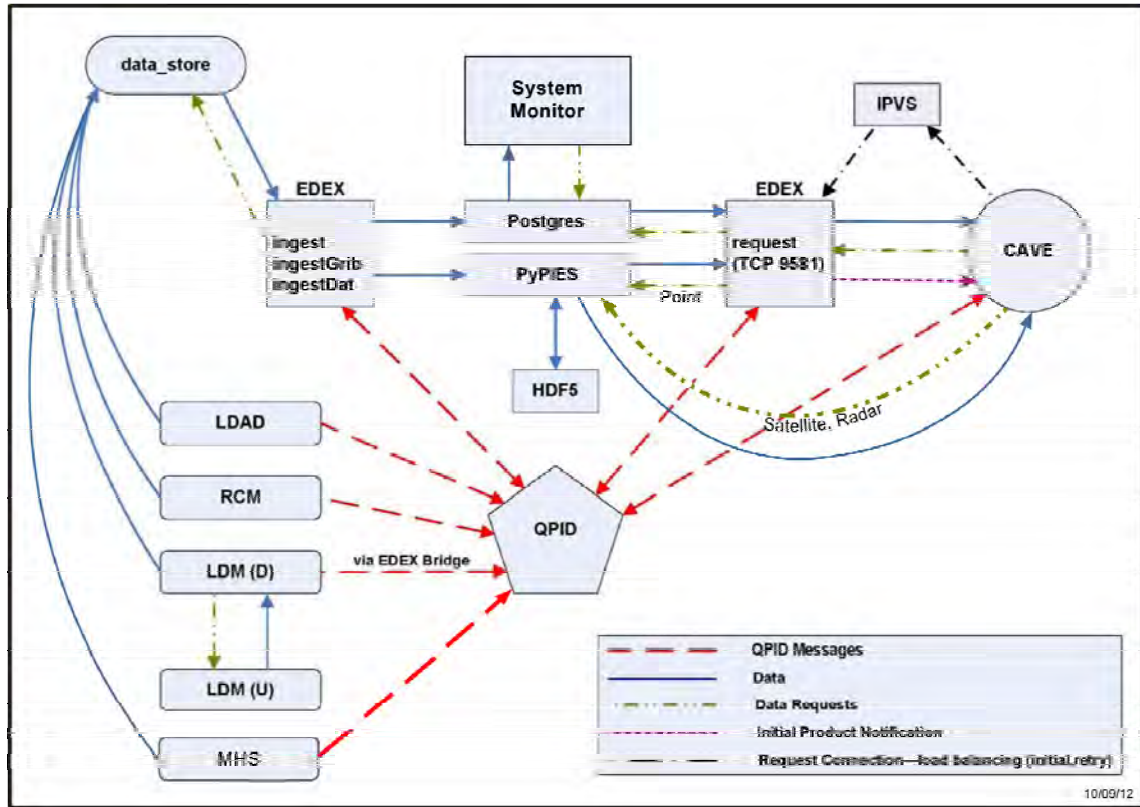 data_store
System
Monitor
IPVS
EDEX
EDEX
ingest
ingestGrib
ingestDat
Postgres
PyPIES
request
(TCP 9581)
CAVE
Point
HDF5
Satellite, Radar
LDAD
RCM
LDM (D)
via EDEX Bridge
QPID
LDM (U)
MHS
QPID Messages
Data
Data Requests
Initial Product Notification
Request Connection—load balancing (initial,retry)
10/09/12